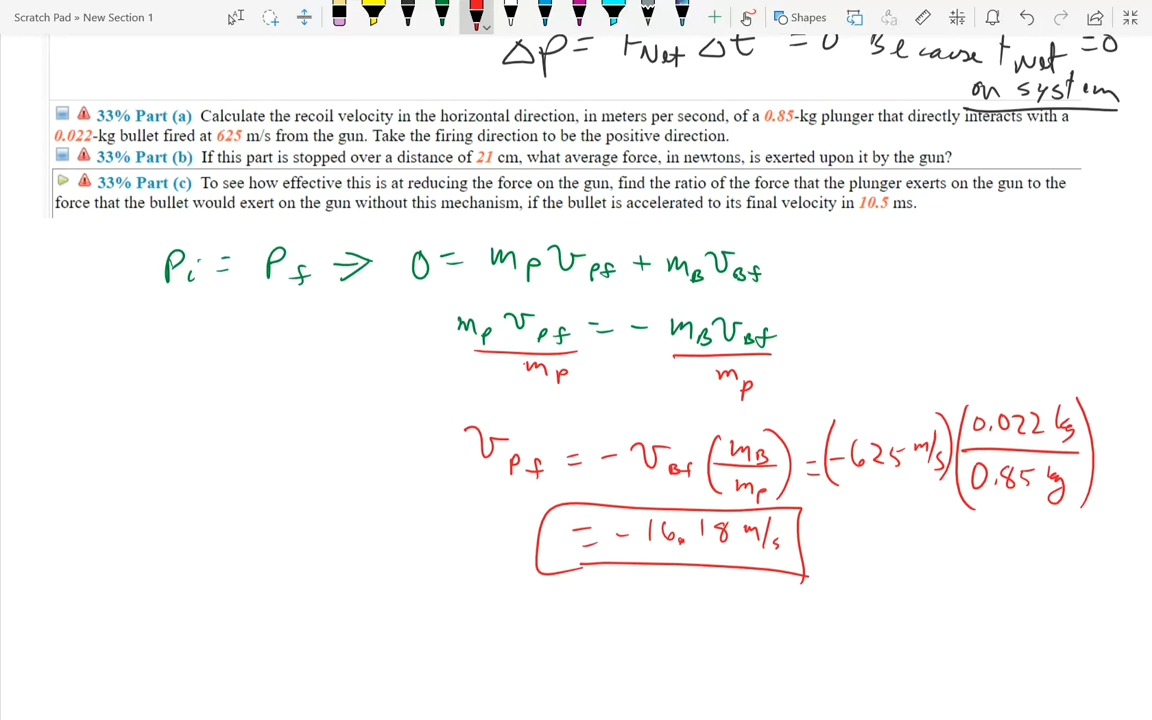 Scratch Pad » New Section 1
Shapes
Δp = F Net Δt = 0 Because F Net = 0
on system
33% Part (a) Calculate the recoil velocity in the horizontal direction, in meters per second, of a 0.85-kg plunger that directly interacts with a
0.022-kg bullet fired at 625 m/s from the gun. Take the firing direction to be the positive direction.
33% Part (b) If this part is stopped over a distance of 21 cm, what average force, in newtons, is exerted upon it by the gun?
33% Part (c) To see how effective this is at reducing the force on the gun, find the ratio of the force that the plunger exerts on the gun to the
force that the bullet would exert on the gun without this mechanism, if the bullet is accelerated to its final velocity in 10.5 ms.
Pi = Pf => 0 = mP vPf + mB vBf
mP vPf = - mB vBf
mP mP
vPf = - vBf (mB/mP) = (-625 m/s)(0.022 kg/0.85 kg)
= -16.18 m/s